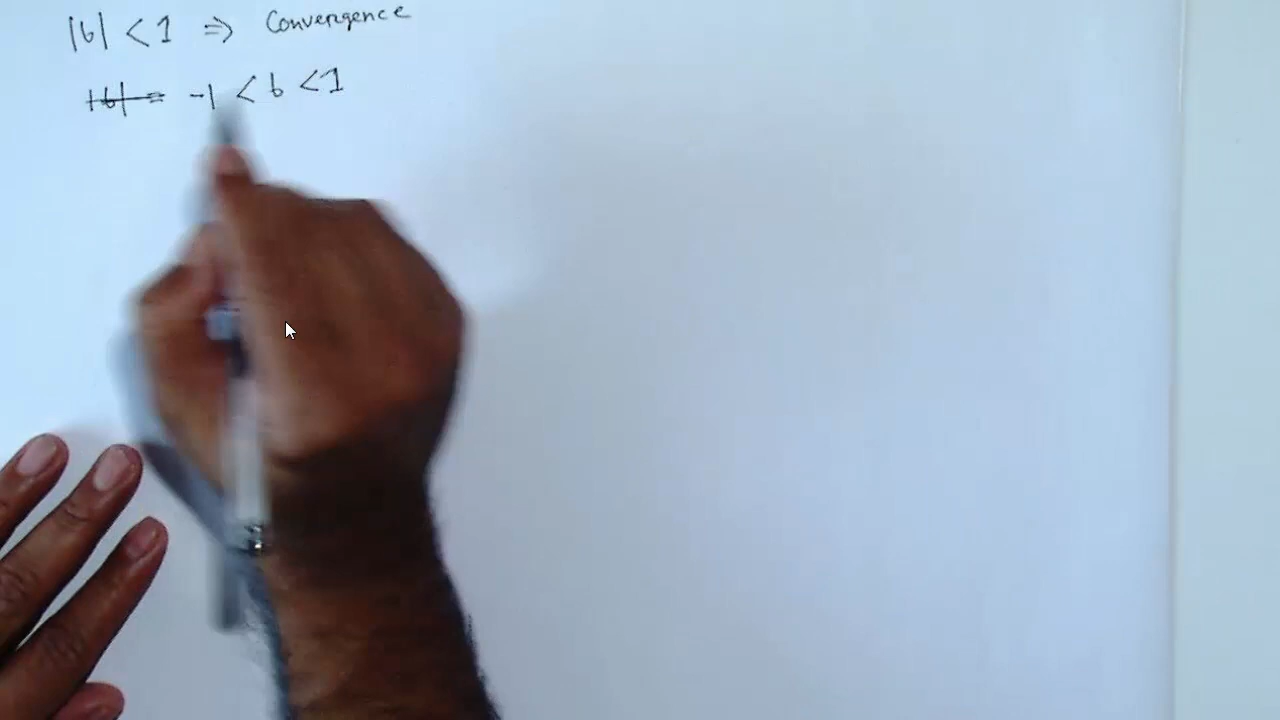 |b| < 1 ⇒ Convergence
|b| = -1 < b < 1